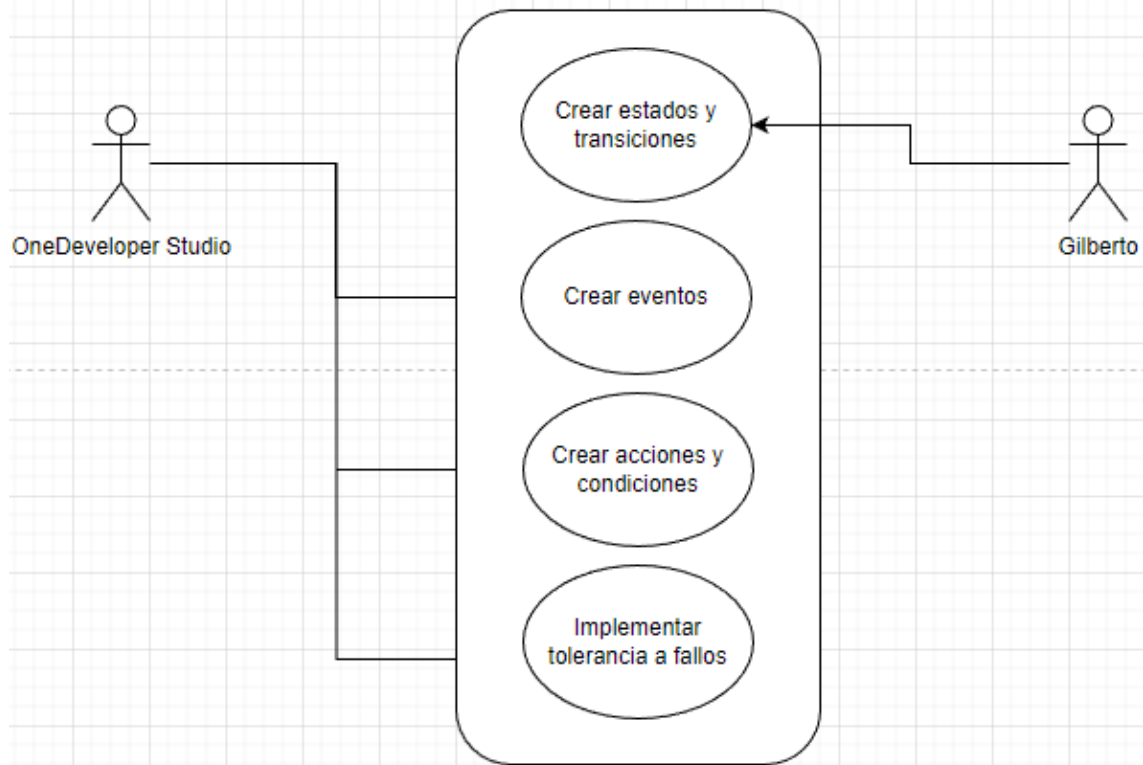 Crear estados y
transiciones
OneDeveloper Studio
Gilberto
Crear eventos
Crear acciones y
condiciones
Implementar
tolerancia a fallos